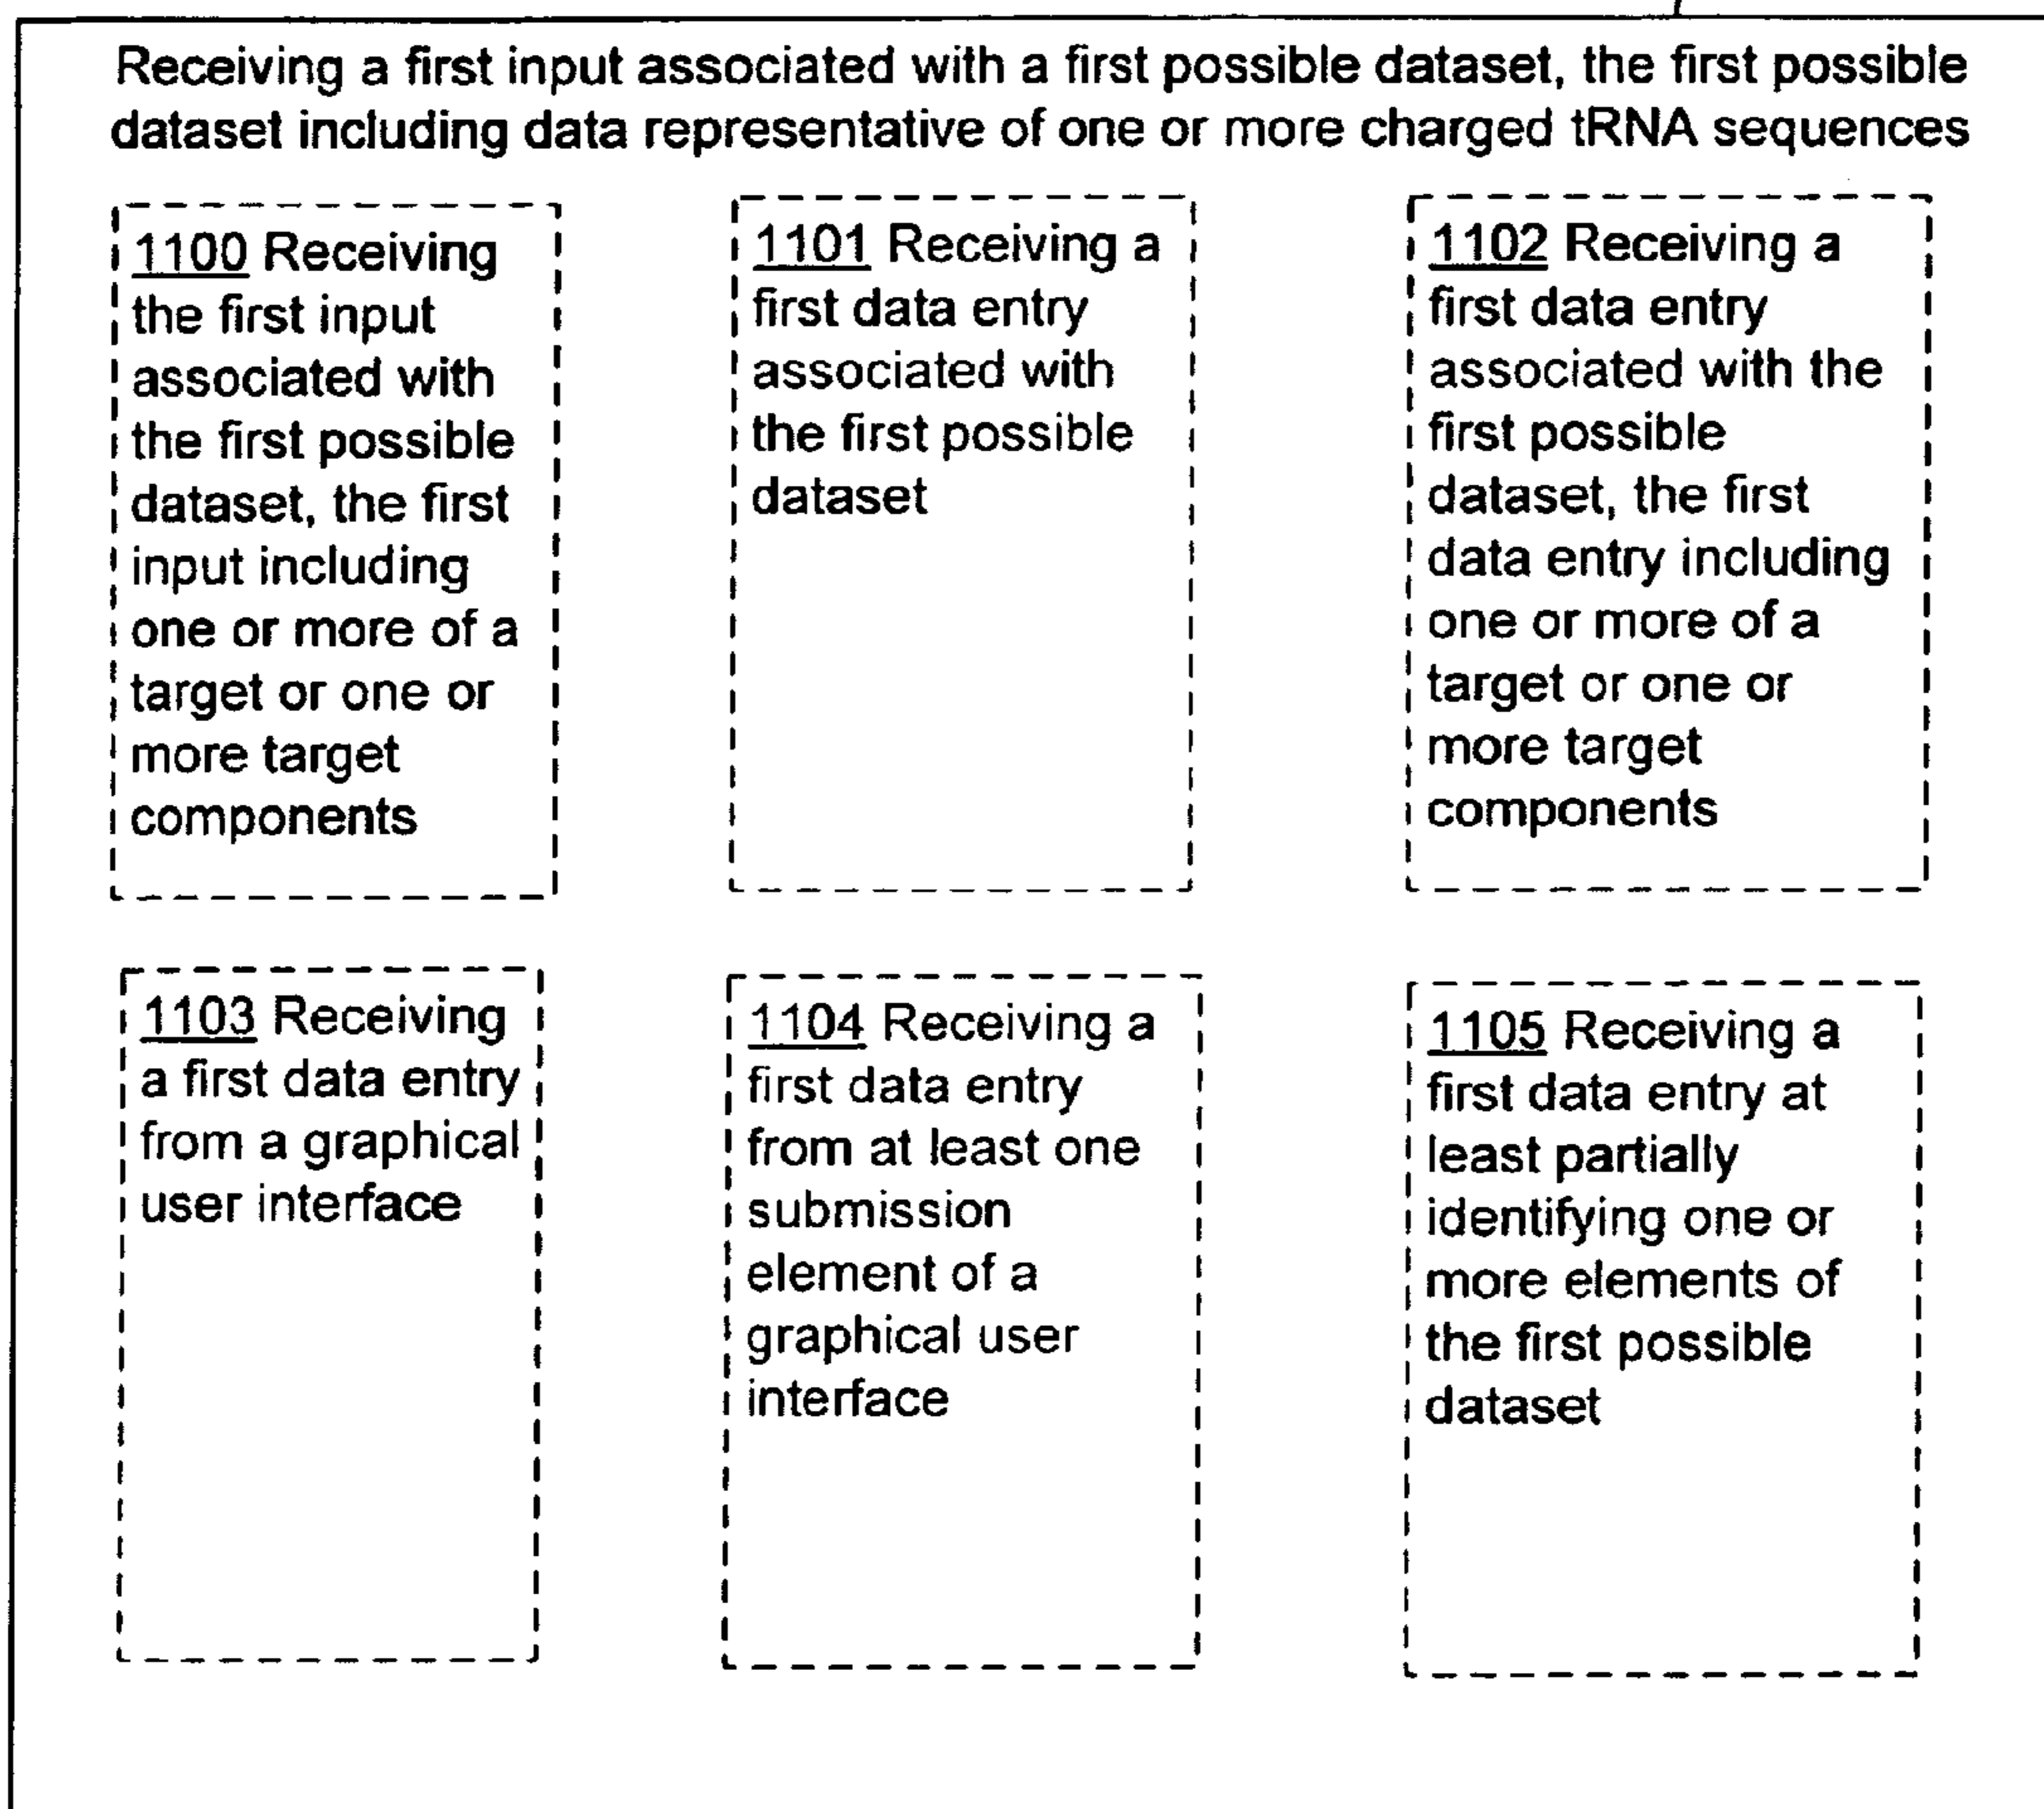 Receiving a first input associated with a first possible dataset, the first possible
dataset including data representative of one or more charged tRNA sequences
1100 Receiving
the first input
associated with
the first possible
dataset, the first
input including
one or more of a
target or one or
more target
components
1101 Receiving a
first data entry
associated with
the first possible
dataset
1102 Receiving a
first data entry
associated with the
first possible
dataset, the first
data entry including
one or more of a
target or one or
more target
components
1103 Receiving
a first data entry
from a graphical
user interface
1104 Receiving a
first data entry
from at least one
submission
element of a
graphical user
interface
1105 Receiving a
first data entry at
least partially
identifying one or
more elements of
the first possible
dataset